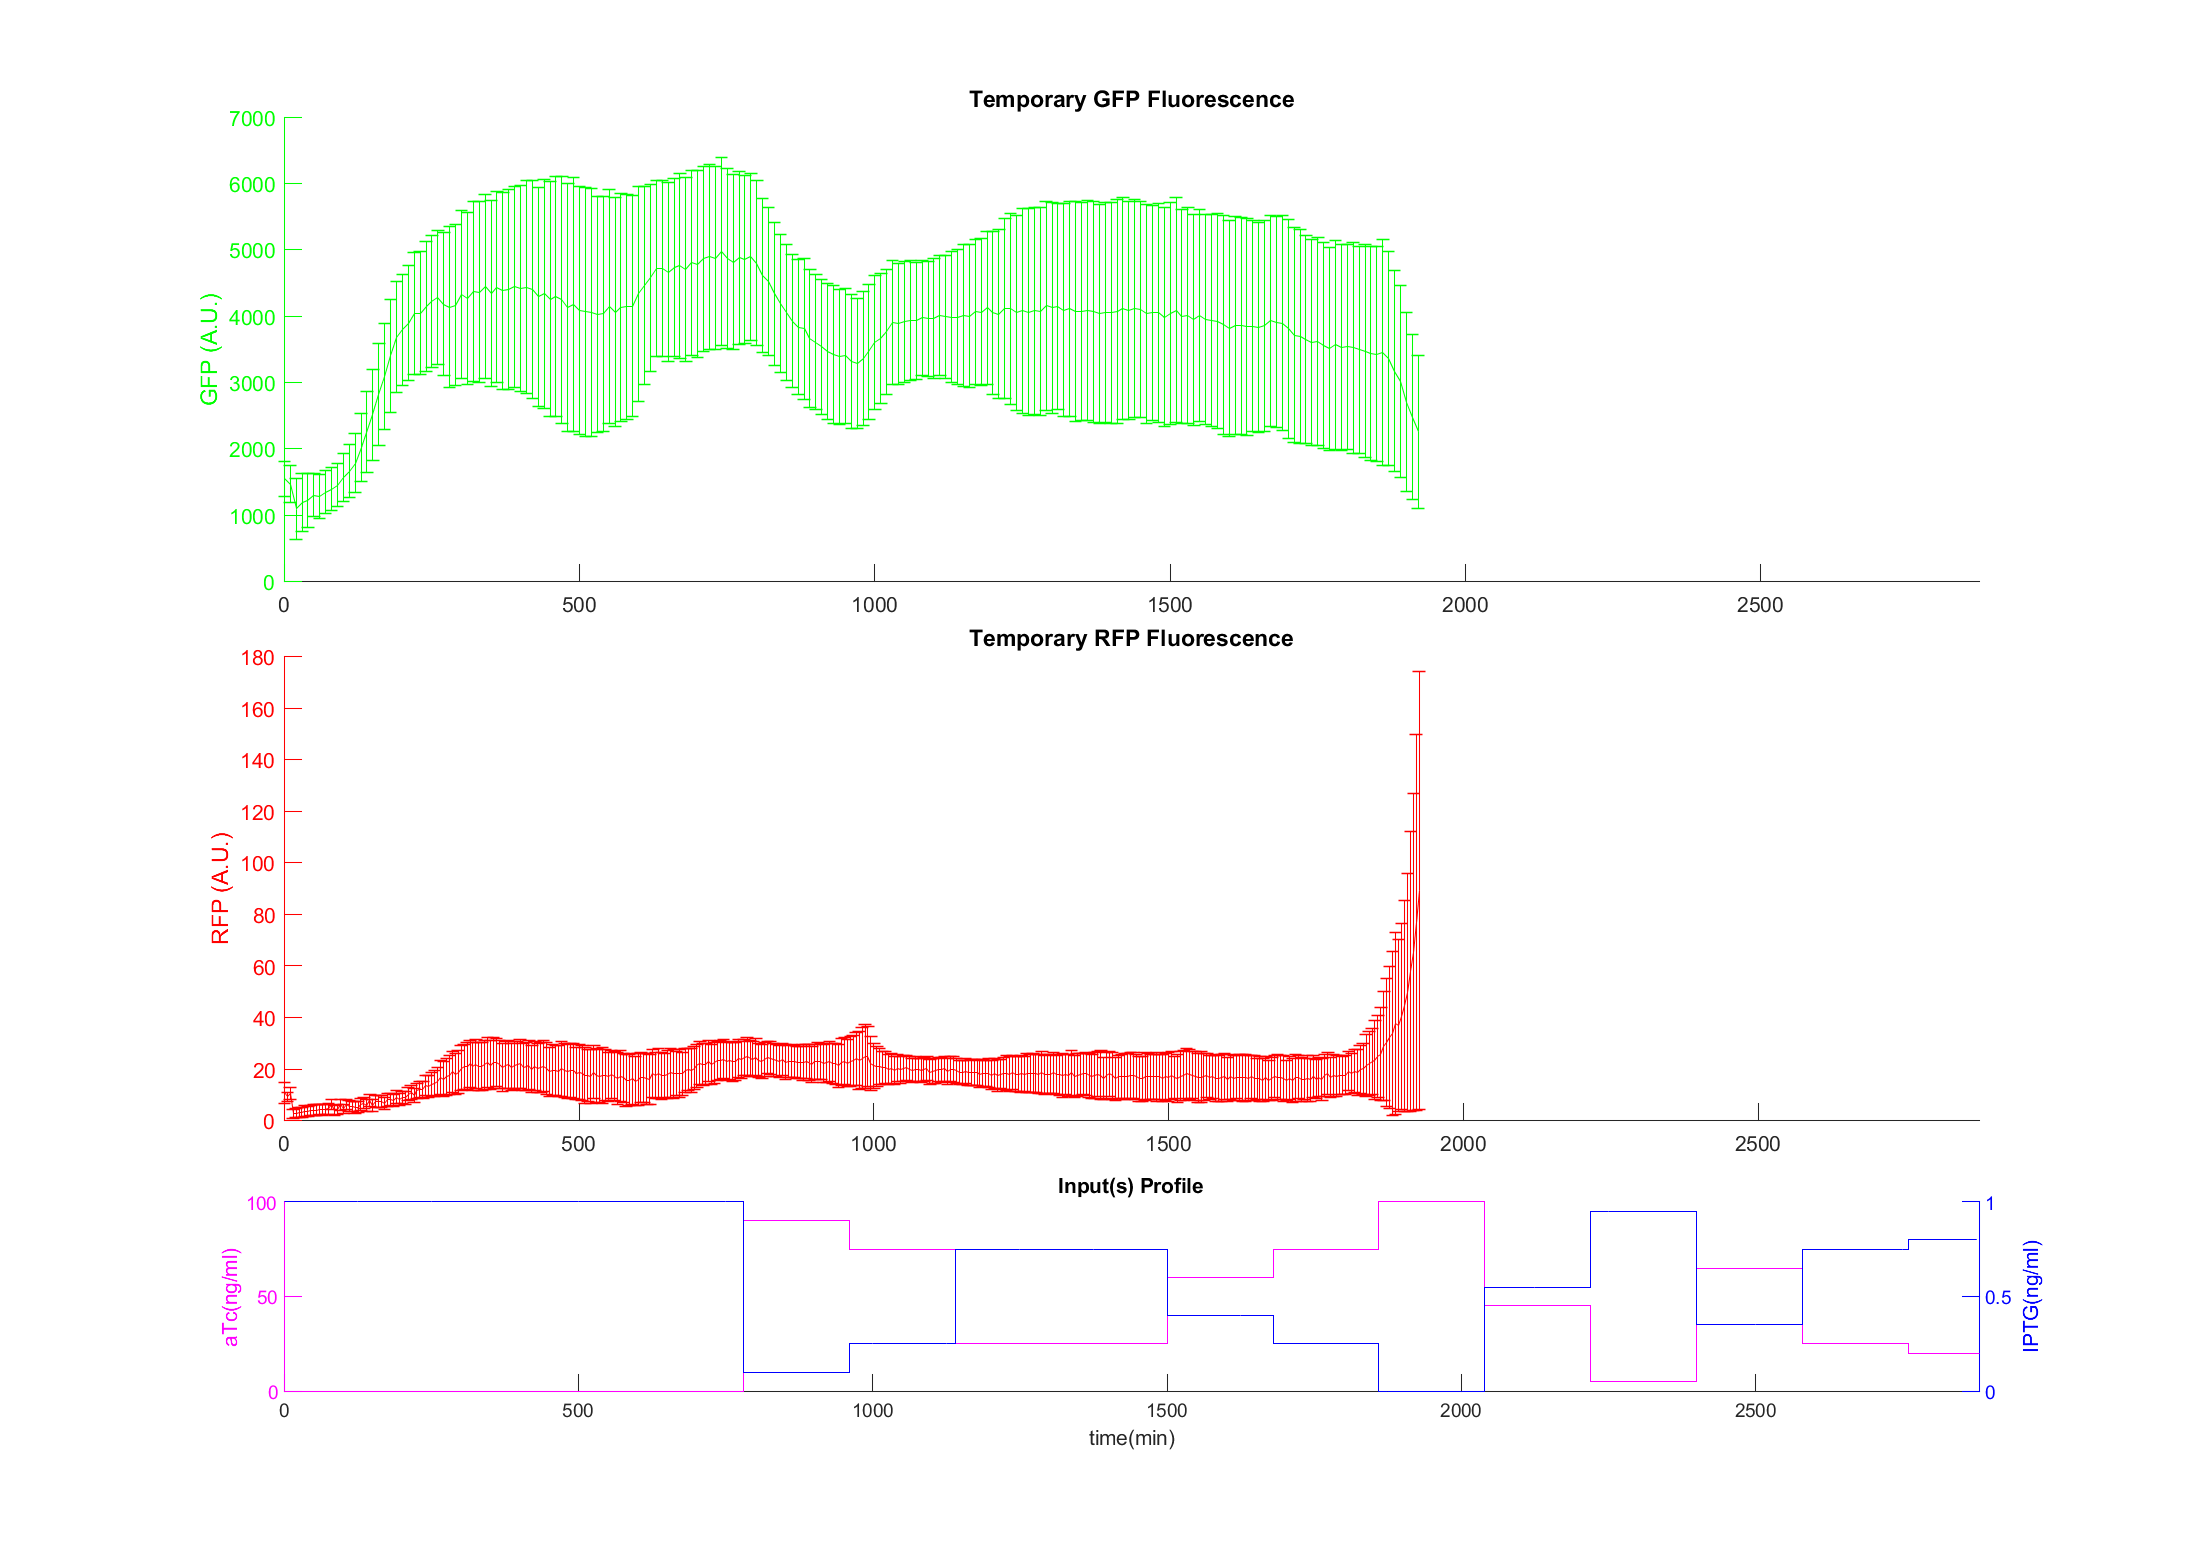 Temporary GFP Fluorescence
7000
6000
5000
4000
3000
2000
1000
0
GFP (A.U.)
0 500 1000 1500 2000 2500
Temporary RFP Fluorescence
180
160
140
120
100
80
60
40
20
0
RFP (A.U.)
0 500 1000 1500 2000 2500
Input(s) Profile
100
50
0
aTc(ng/ml)
1
0.5
0
IPTG(ng/ml)
0 500 1000 1500 2000 2500
time(min)